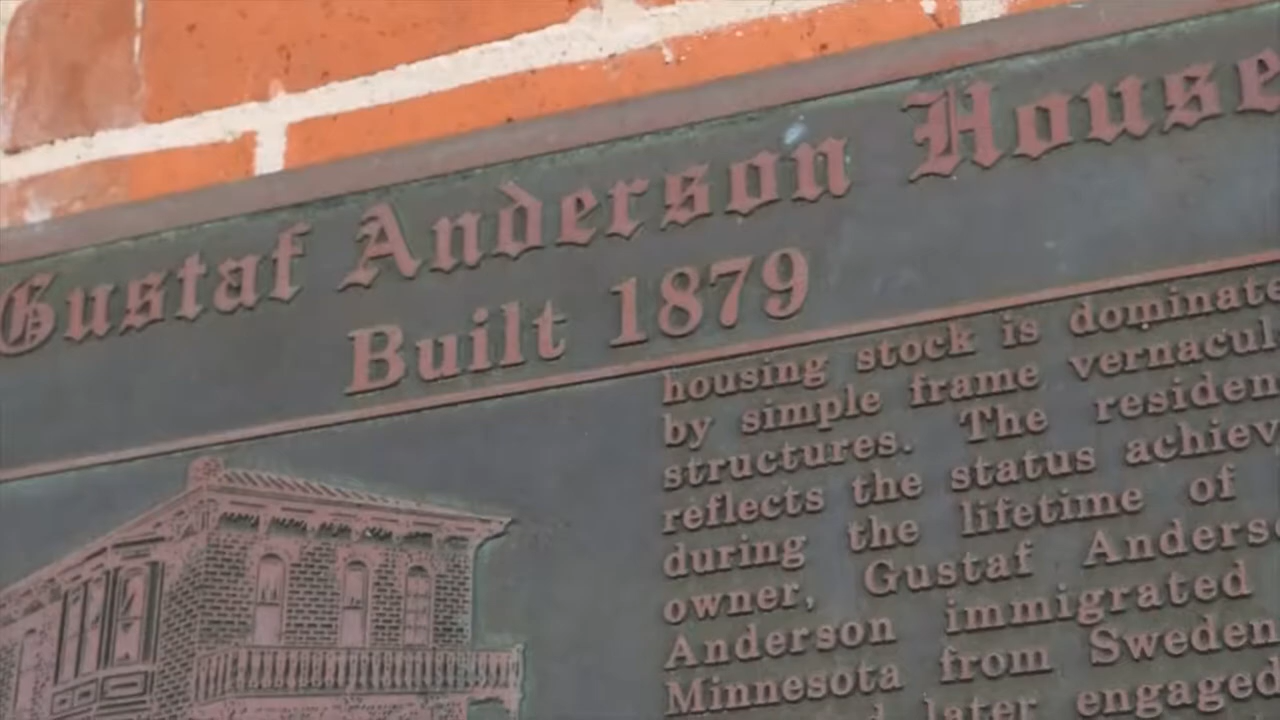 Gustaf Anderson House
Built 1879
housing stock is dominate
by simple frame vernacul
structures. The residen
reflects the status achiev
during the lifetime of
owner, Gustaf Anders
Anderson immigrated
Minnesota from Sweden
later engaged